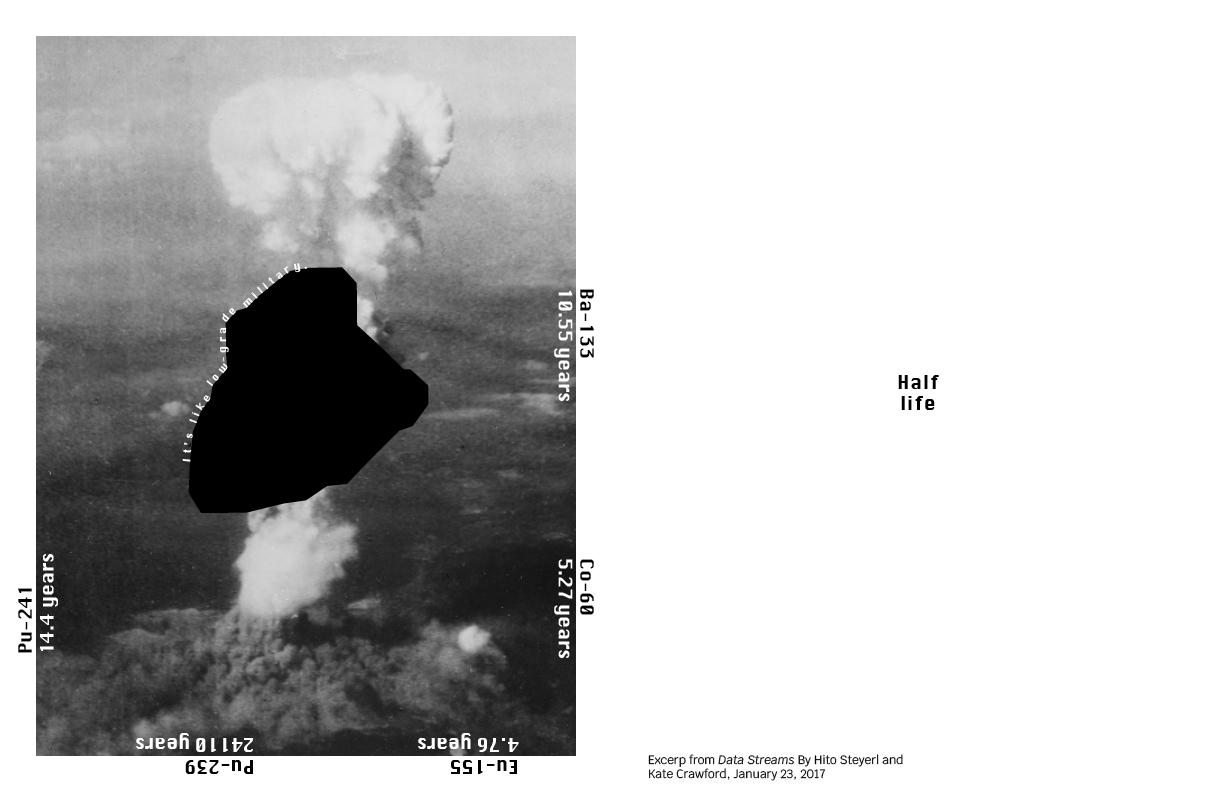 It's like low-grade military.
Ba-133
10.55 years
Co-60
5.27 years
Eu-155
4.76 years
Pu-239
24110 years
Pu-241
14.4 years
Half
life
Excerp from Data Streams By Hito Steyerl and
Kate Crawford, January 23, 2017